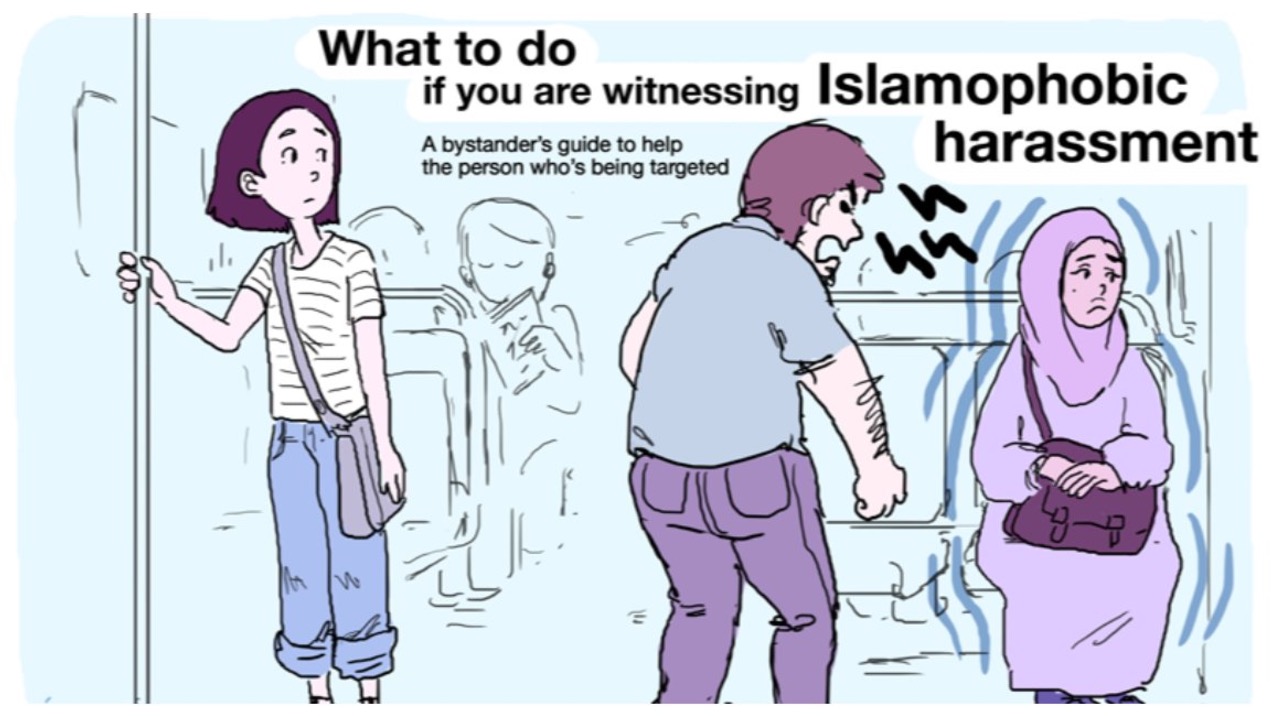 What to do
if you are witnessing Islamophobic
harassment
A bystander's guide to help
the person who's being targeted